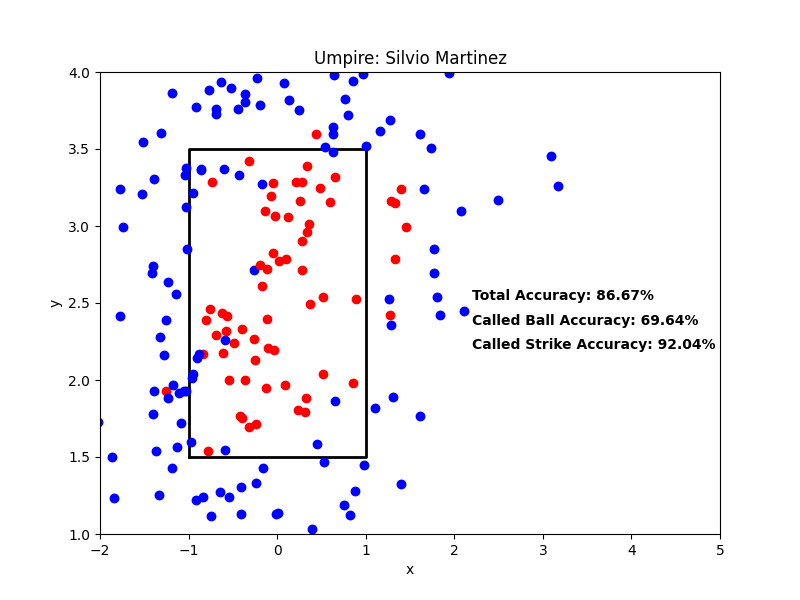 Umpire: Silvio Martinez
4.0
3.5
3.0
2.5
2.0
1.5
1.0
y
Total Accuracy: 86.67%
Called Ball Accuracy: 69.64%
Called Strike Accuracy: 92.04%
−2
−1
0
1
2
3
4
5
x